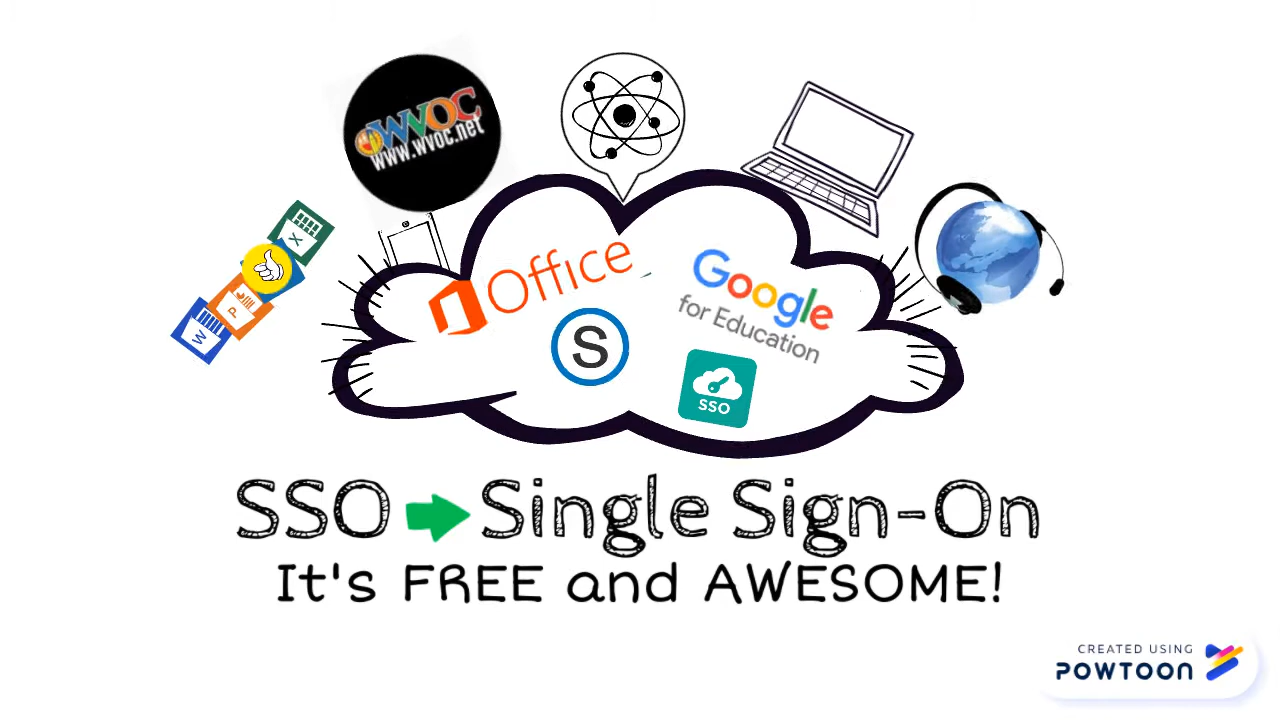 WVOC
www.wvoc.net
X
P
W
Office
Google
for Education
S
SSO
SSO Single Sign-On
It's FREE and AWESOME!
CREATED USING
POWTOON